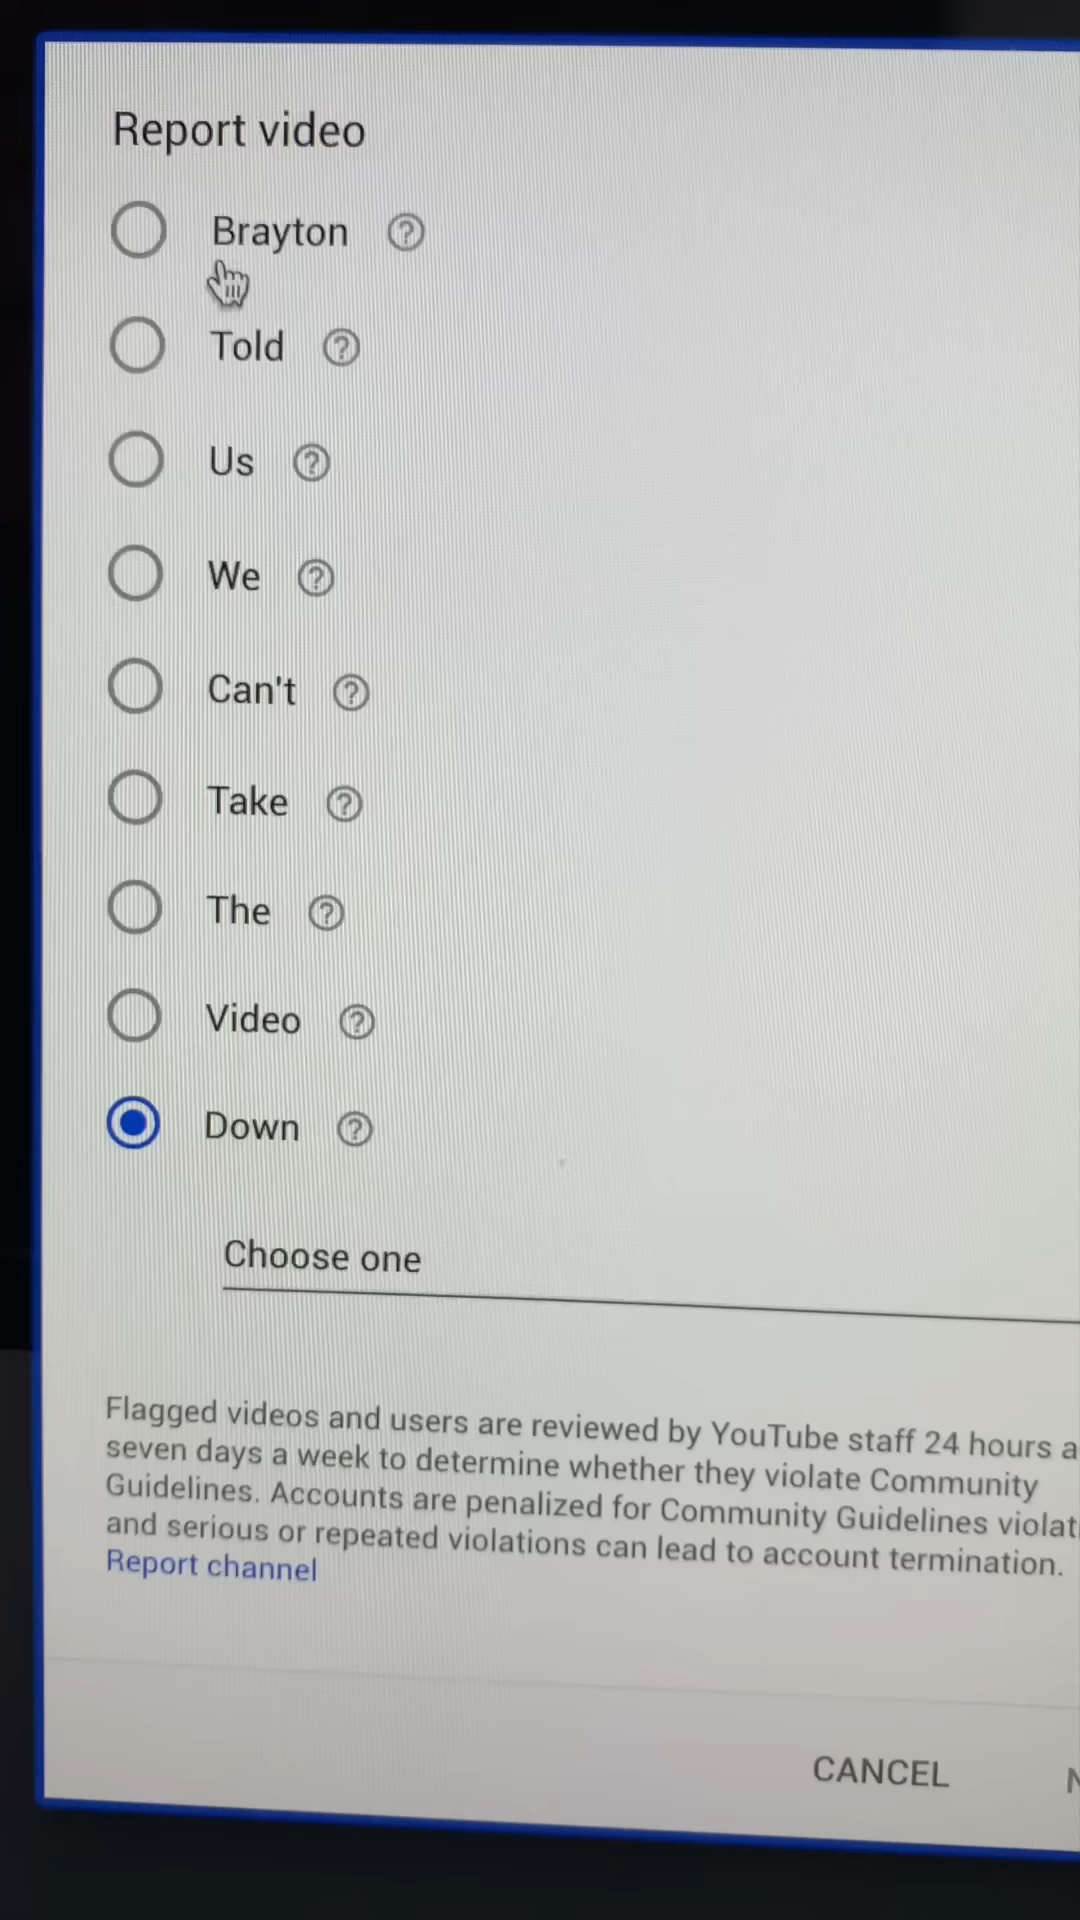 Report video
Brayton
Told
Us
We
Can't
Take
The
Video
Down
Choose one
Flagged videos and users are reviewed by YouTube staff 24 hours a
seven days a week to determine whether they violate Community
Guidelines. Accounts are penalized for Community Guidelines
and serious or repeated violations can lead to account termination.
Report channel
CANCEL